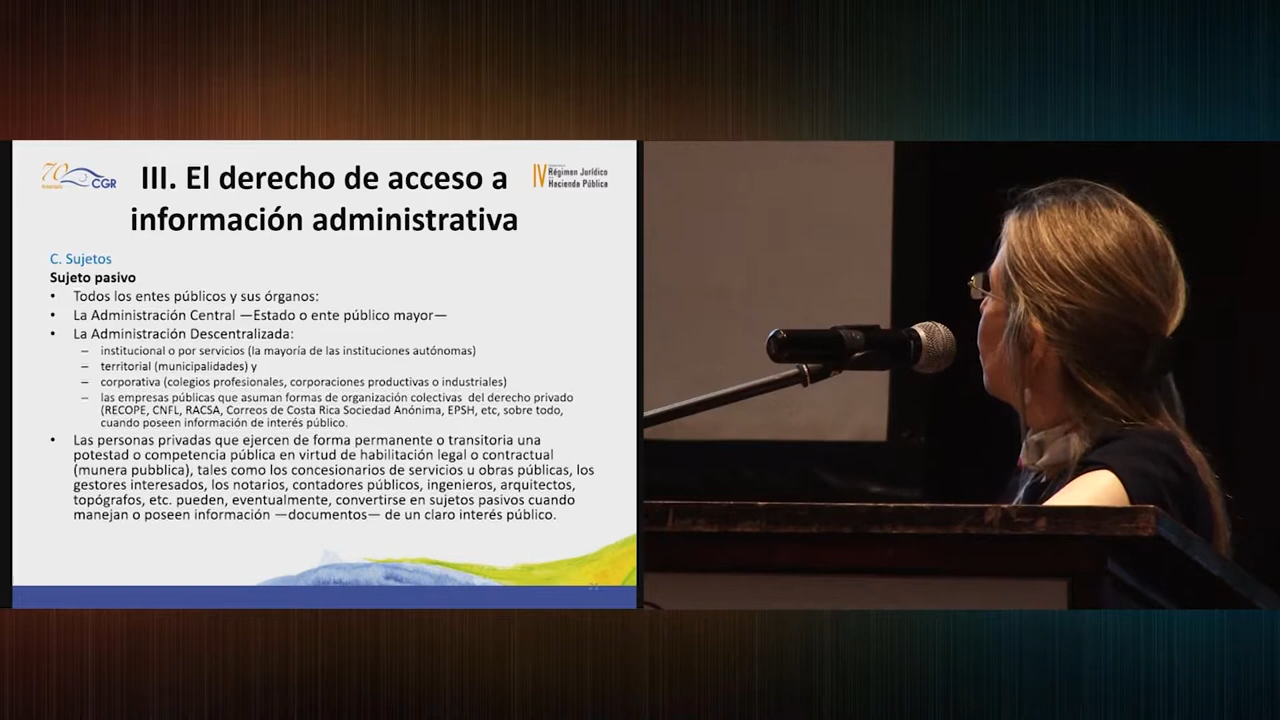 70
CGR
III. El derecho de acceso a
información administrativa
IV
Régimen Jurídico
Hacienda Pública
C. Sujetos
Sujeto pasivo
• Todos los entes públicos y sus órganos:
• La Administración Central —Estado o ente público mayor—
• La Administración Descentralizada:
– institucional o por servicios (la mayoría de las instituciones autónomas)
– territorial (municipalidades) y
– corporativa (colegios profesionales, corporaciones productivas o industriales)
– las empresas públicas que asuman formas de organización colectivas del derecho privado
(RECOPE, CNFL, RACSA, Correos de Costa Rica Sociedad Anónima, EPSH, etc, sobre todo,
cuando poseen información de interés público.
• Las personas privadas que ejercen de forma permanente o transitoria una
potestad o competencia pública en virtud de habilitación legal o contractual
(munera pubblica), tales como los concesionarios de servicios u obras públicas, los
gestores interesados, los notarios, contadores públicos, ingenieros, arquitectos,
topógrafos, etc. pueden, eventualmente, convertirse en sujetos pasivos cuando
manejan o poseen información —documentos— de un claro interés público.